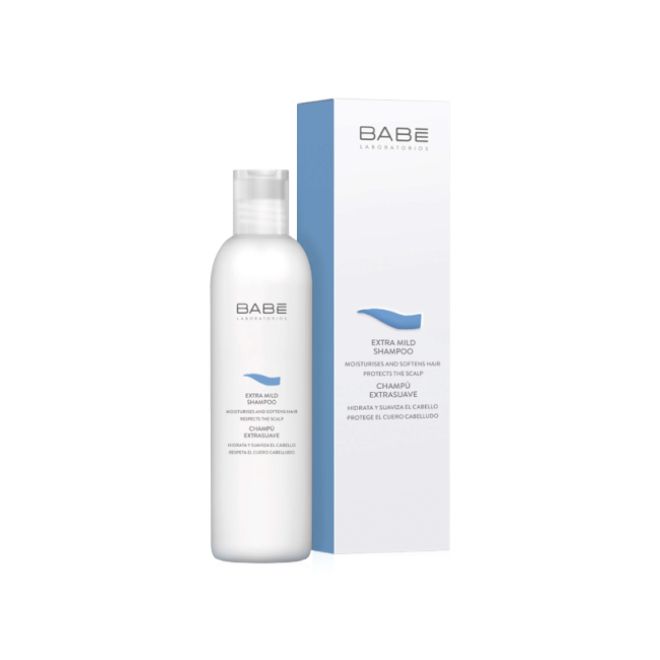 BABĒ
LABORATORIOS
EXTRA MILD
SHAMPOO
MOISTURISES AND SOFTENS HAIR
RESPECTS THE SCALP
CHAMPÚ
EXTRASUAVE
HIDRATA Y SUAVIZA EL CABELLO
RESPETA EL CUERO CABELLUDO
BABĒ
LABORATORIOS
EXTRA MILD
SHAMPOO
MOISTURISES AND SOFTENS HAIR
PROTECTS THE SCALP
CHAMPÚ
EXTRASUAVE
HIDRATA Y SUAVIZA EL CABELLO
PROTEGE EL CUERO CABELLUDO